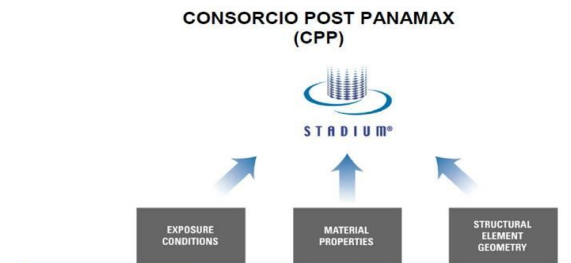 CONSORCIO POST PANAMAX
(CPP)
STADIUM®
EXPOSURE
CONDITIONS
MATERIAL
PROPERTIES
STRUCTURAL
ELEMENT
GEOMETRY